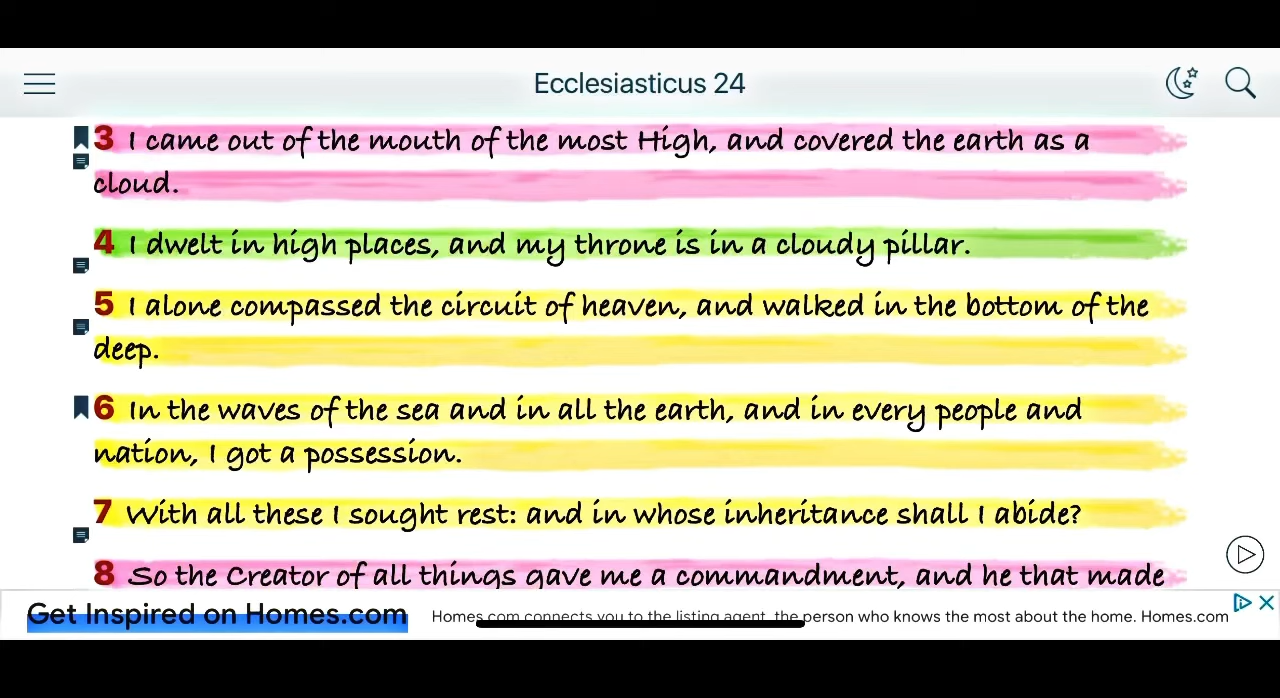 Ecclesiasticus 24
3 I came out of the mouth of the most High, and covered the earth as a
cloud.
4 I dwelt in high places, and my throne is in a cloudy pillar.
5 I alone compassed the circuit of heaven, and walked in the bottom of the
deep.
6 In the waves of the sea and in all the earth, and in every people and
nation, I got a possession.
7 With all these I sought rest: and in whose inheritance shall I abide?
8 So the Creator of all things gave me a commandment, and he that made
Get Inspired on Homes.com
Homes.com connects you to the listing agent, the person who knows the most about the home. Homes.com